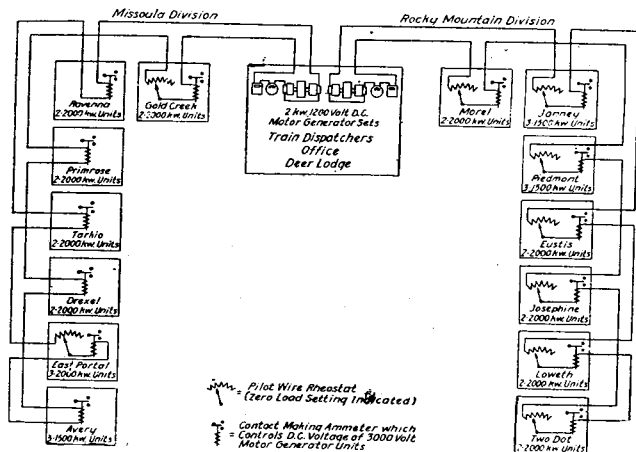 Missoula Division
Rocky Mountain Division
Ravenna
2-2000 kw. Units
Gold Creek
2-2000 kw. Units
2 kw. 1200 Volt D.C.
Motor Generator Sets
Train Dispatchers
Office
Deer Lodge
Morel
2-2000 kw. Units
Janney
3-1500 kw. Units
Primrose
2-2000 kw. Units
Piedmont
3-1500 kw. Units
Tarkio
2-2000 kw. Units
Eustis
2-2000 kw. Units
Drexel
2-2000 kw. Units
Josephine
2-2000 kw. Units
East Portal
3-2000 kw. Units
Loweth
2-2000 kw. Units
Avery
3-1500 kw. Units
Two Dot
2-2000 kw. Units
= Pilot Wire Rheostat
(Zero Load Setting Indicated)
Contact Making Ammeter which
= Controls D.C. Voltage of 3000 Volt
Motor Generator Units